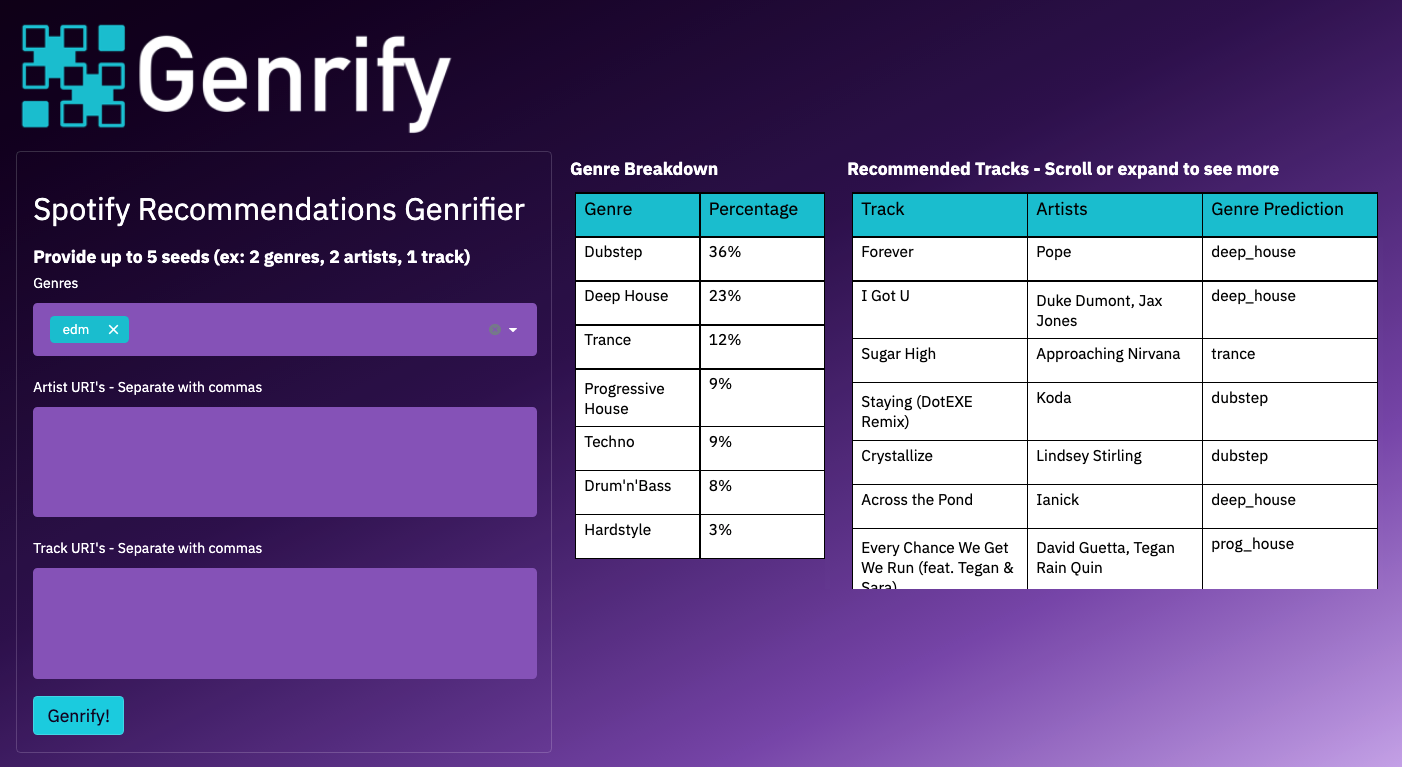 Genrify
Spotify Recommendations Genrifier
Provide up to 5 seeds (ex: 2 genres, 2 artists, 1 track)
Genres
edm
Artist URI's - Separate with commas
Track URI's - Separate with commas
Genrify!
Genre Breakdown
Genre Percentage
Dubstep 36%
Deep House 23%
Trance 12%
Progressive 9%
House
Techno 9%
Drum'n'Bass 8%
Hardstyle 3%
Recommended Tracks - Scroll or expand to see more
Track Artists Genre Prediction
Forever Pope deep_house
I Got U Duke Dumont, Jax deep_house
Jones
Sugar High Approaching Nirvana trance
Staying (DotEXE Koda dubstep
Remix)
Crystallize Lindsey Stirling dubstep
Across the Pond Ianick deep_house
Every Chance We Get David Guetta, Tegan prog_house
We Run (feat. Tegan & Rain Quin
Sara)